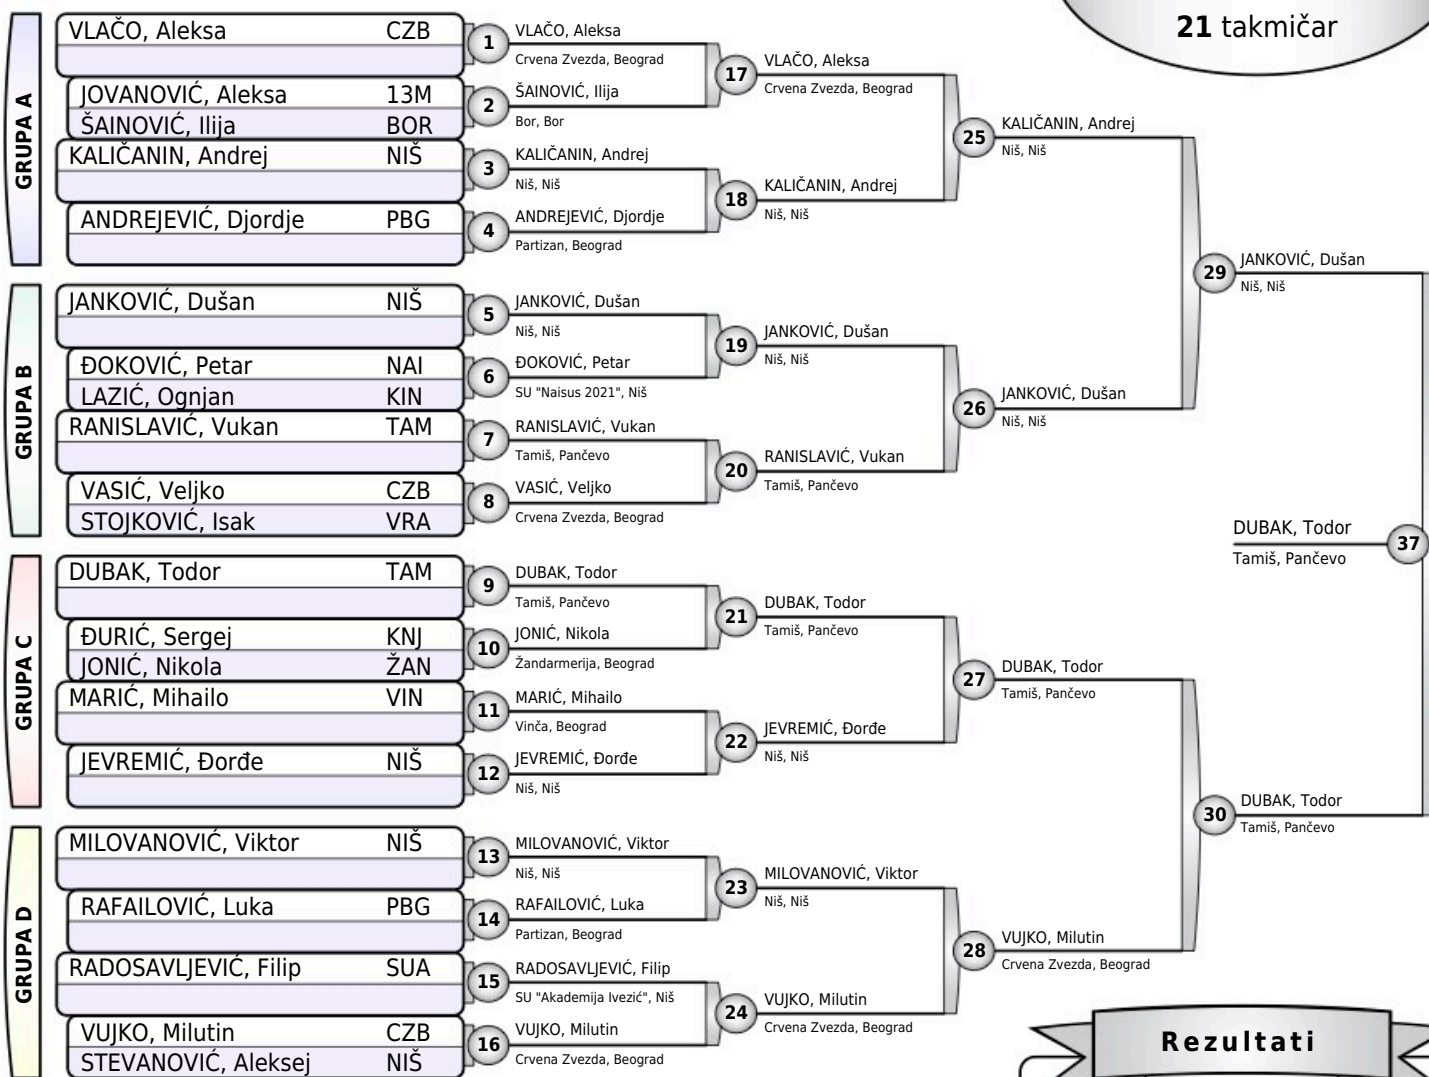 21 takmičar
GRUPA A
VLAČO, Aleksa CZB
JOVANOVIĆ, Aleksa 13M
ŠAINOVIĆ, Ilija BOR
KALIČANIN, Andrej NIŠ
ANDREJEVIĆ, Djordje PBG
GRUPA B
JANKOVIĆ, Dušan NIŠ
ĐOKOVIĆ, Petar NAI
LAZIĆ, Ognjan KIN
RANISLAVIĆ, Vukan TAM
VASIĆ, Veljko CZB
STOJKOVIĆ, Isak VRA
GRUPA C
DUBAK, Todor TAM
ĐURIĆ, Sergej KNJ
JONIĆ, Nikola ŽAN
MARIĆ, Mihailo VIN
JEVREMIĆ, Đorđe NIŠ
GRUPA D
MILOVANOVIĆ, Viktor NIŠ
RAFAILOVIĆ, Luka PBG
RADOSAVLJEVIĆ, Filip SUA
VUJKO, Milutin CZB
STEVANOVIĆ, Aleksej NIŠ
1 VLAČO, Aleksa
Crvena Zvezda, Beograd
2 ŠAINOVIĆ, Ilija
Bor, Bor
3 KALIČANIN, Andrej
Niš, Niš
4 ANDREJEVIĆ, Djordje
Partizan, Beograd
5 JANKOVIĆ, Dušan
Niš, Niš
6 ĐOKOVIĆ, Petar
SU "Naisus 2021", Niš
7 RANISLAVIĆ, Vukan
Tamiš, Pančevo
8 VASIĆ, Veljko
Crvena Zvezda, Beograd
9 DUBAK, Todor
Tamiš, Pančevo
10 JONIĆ, Nikola
Žandarmerija, Beograd
11 MARIĆ, Mihailo
Vinča, Beograd
12 JEVREMIĆ, Đorđe
Niš, Niš
13 MILOVANOVIĆ, Viktor
Niš, Niš
14 RAFAILOVIĆ, Luka
Partizan, Beograd
15 RADOSAVLJEVIĆ, Filip
SU "Akademija Ivezić", Niš
16 VUJKO, Milutin
Crvena Zvezda, Beograd
17 VLAČO, Aleksa
Crvena Zvezda, Beograd
18 KALIČANIN, Andrej
Niš, Niš
19 JANKOVIĆ, Dušan
Niš, Niš
20 RANISLAVIĆ, Vukan
Tamiš, Pančevo
21 DUBAK, Todor
Tamiš, Pančevo
22 JEVREMIĆ, Đorđe
Niš, Niš
23 MILOVANOVIĆ, Viktor
Niš, Niš
24 VUJKO, Milutin
Crvena Zvezda, Beograd
25 KALIČANIN, Andrej
Niš, Niš
26 JANKOVIĆ, Dušan
Niš, Niš
27 DUBAK, Todor
Tamiš, Pančevo
28 VUJKO, Milutin
Crvena Zvezda, Beograd
29 JANKOVIĆ, Dušan
Niš, Niš
30 DUBAK, Todor
Tamiš, Pančevo
DUBAK, Todor 37
Tamiš, Pančevo
Rezultati